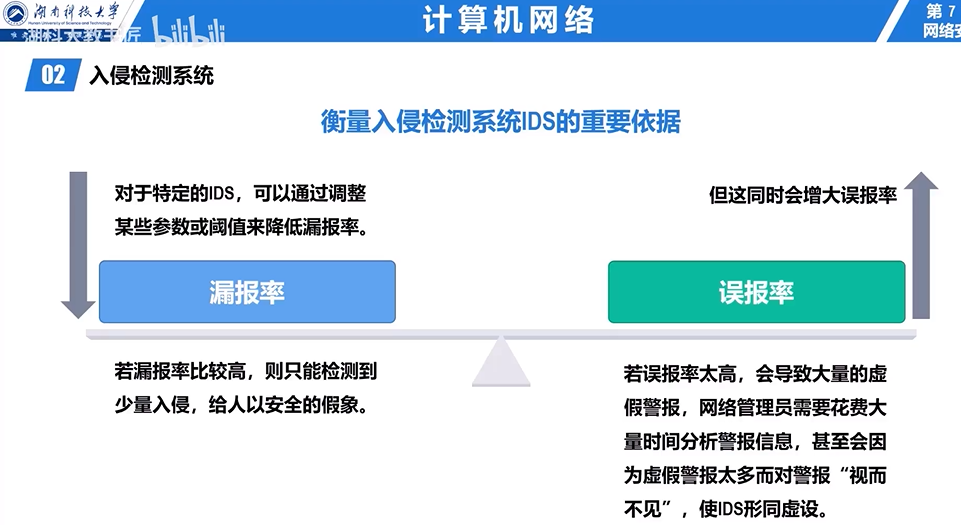 湖南科技大学
Hunan University of Science and Technology
湖科大教书匠 bilibili
计算机网络
第 7
网络安
02 入侵检测系统
衡量入侵检测系统IDS的重要依据
对于特定的IDS，可以通过调整
某些参数或阈值来降低漏报率。
但这同时会增大误报率
漏报率
误报率
若漏报率比较高，则只能检测到
少量入侵，给人以安全的假象。
若误报率太高，会导致大量的虚
假警报，网络管理员需要花费大
量时间分析警报信息，甚至会因
为虚假警报太多而对警报“视而
不见”，使IDS形同虚设。